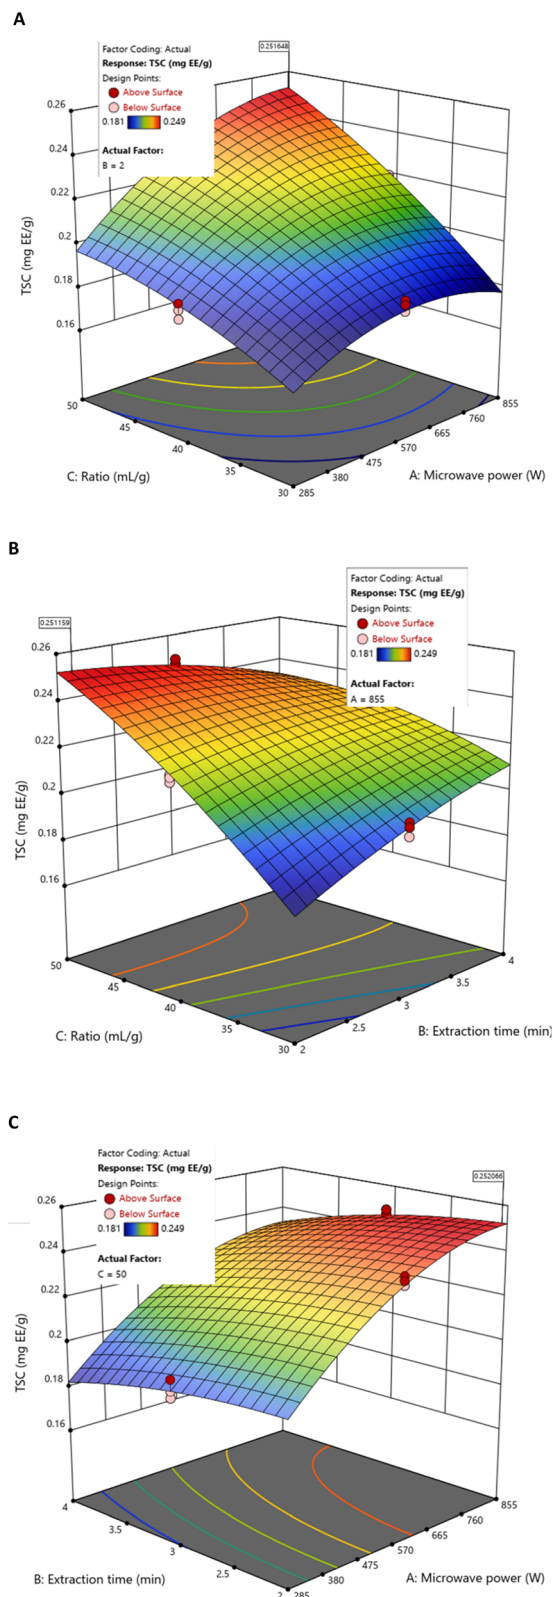 A
Factor Coding: Actual
Response: TSC (mg EE/g)
Design Points:
Above Surface
Below Surface
0.181 0.249
Actual Factor:
B = 2
0.251648
0.26
0.24
0.22
0.2
0.18
0.16
TSC (mg EE/g)
50
45
40
35
30
C: Ratio (mL/g)
285
380
475
570
665
760
855
A: Microwave power (W)
B
Factor Coding: Actual
Response: TSC (mg EE/g)
Design Points:
Above Surface
Below Surface
0.181 0.249
Actual Factor:
A = 855
0.251159
0.26
0.24
0.22
0.2
0.18
0.16
TSC (mg EE/g)
50
45
40
35
30
C: Ratio (mL/g)
2
2.5
3
3.5
4
B: Extraction time (min)
C
Factor Coding: Actual
Response: TSC (mg EE/g)
Design Points:
Above Surface
Below Surface
0.181 0.249
Actual Factor:
C = 50
0.252066
0.26
0.24
0.22
0.2
0.18
0.16
TSC (mg EE/g)
4
3.5
3
2.5
2
B: Extraction time (min)
285
380
475
570
665
760
855
A: Microwave power (W)